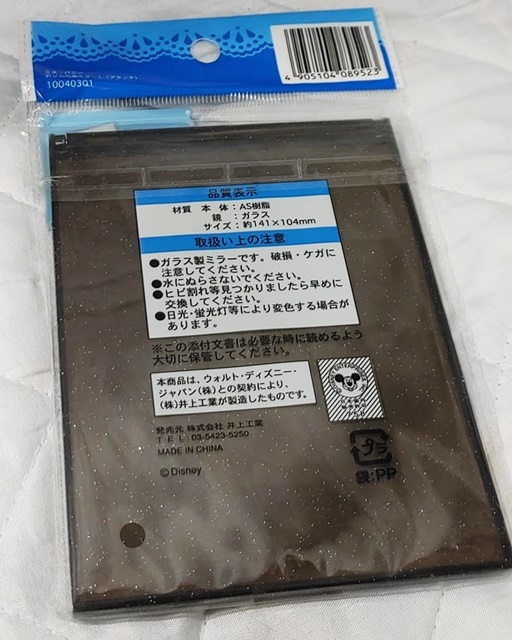 4 905104 089523
10040301
品質表示
材質 本 体：AS樹脂
鏡：ガラス
サイズ：約141×104mm
取扱い上の注意
●ガラス製ミラーです。破損・ケガに
注意してください。
●水にぬらさないでください。
●ヒビ割れ等見つかりましたら早めに
交換してください。
●日光・蛍光灯等により変色する場合が
あります。
※この添付文書は必要な時に読めるよう
大切に保管してください。
本商品は、ウォルト・ディズニー・
ジャパン(株)との契約により、
(株)井上工業が製造したものです。
発売元 株式会社 井上工業
ＴＥＬ 03-5423-5250
MADE IN CHINA
©Disney
プラ
袋:PP